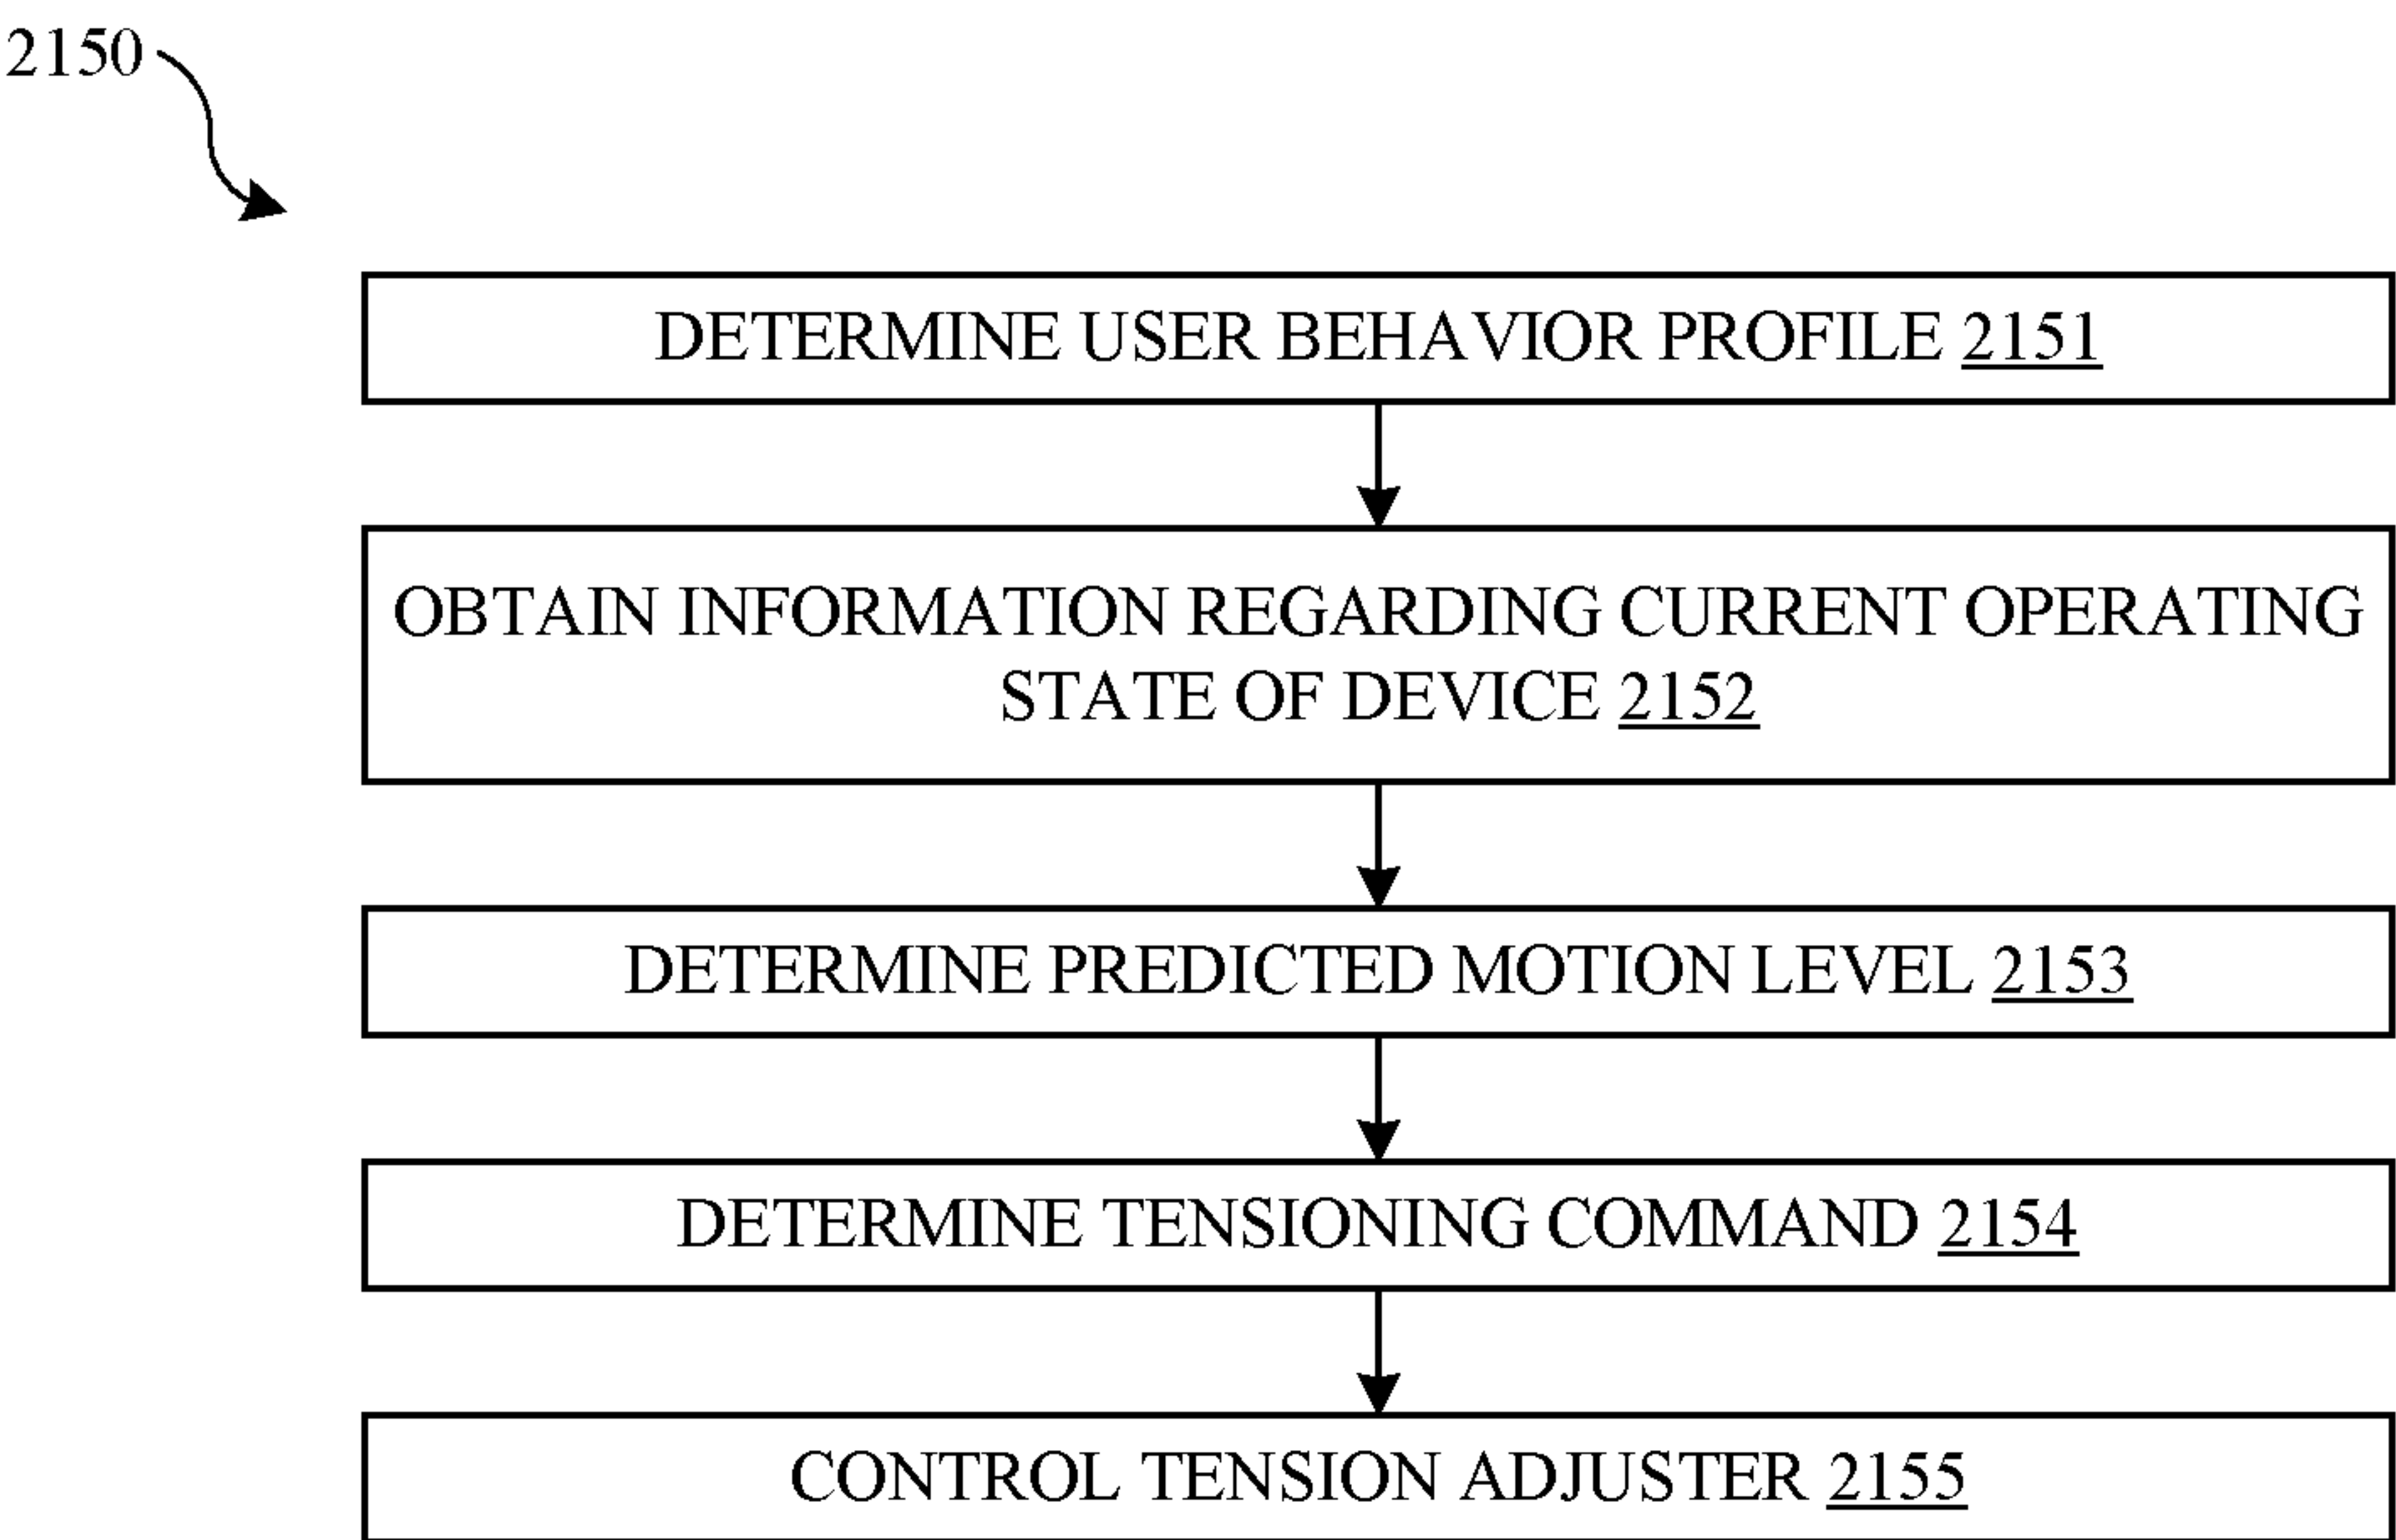 2150
DETERMINE USER BEHAVIOR PROFILE 2151
OBTAIN INFORMATION REGARDING CURRENT OPERATING
STATE OF DEVICE 2152
DETERMINE PREDICTED MOTION LEVEL 2153
DETERMINE TENSIONING COMMAND 2154
CONTROL TENSION ADJUSTER 2155